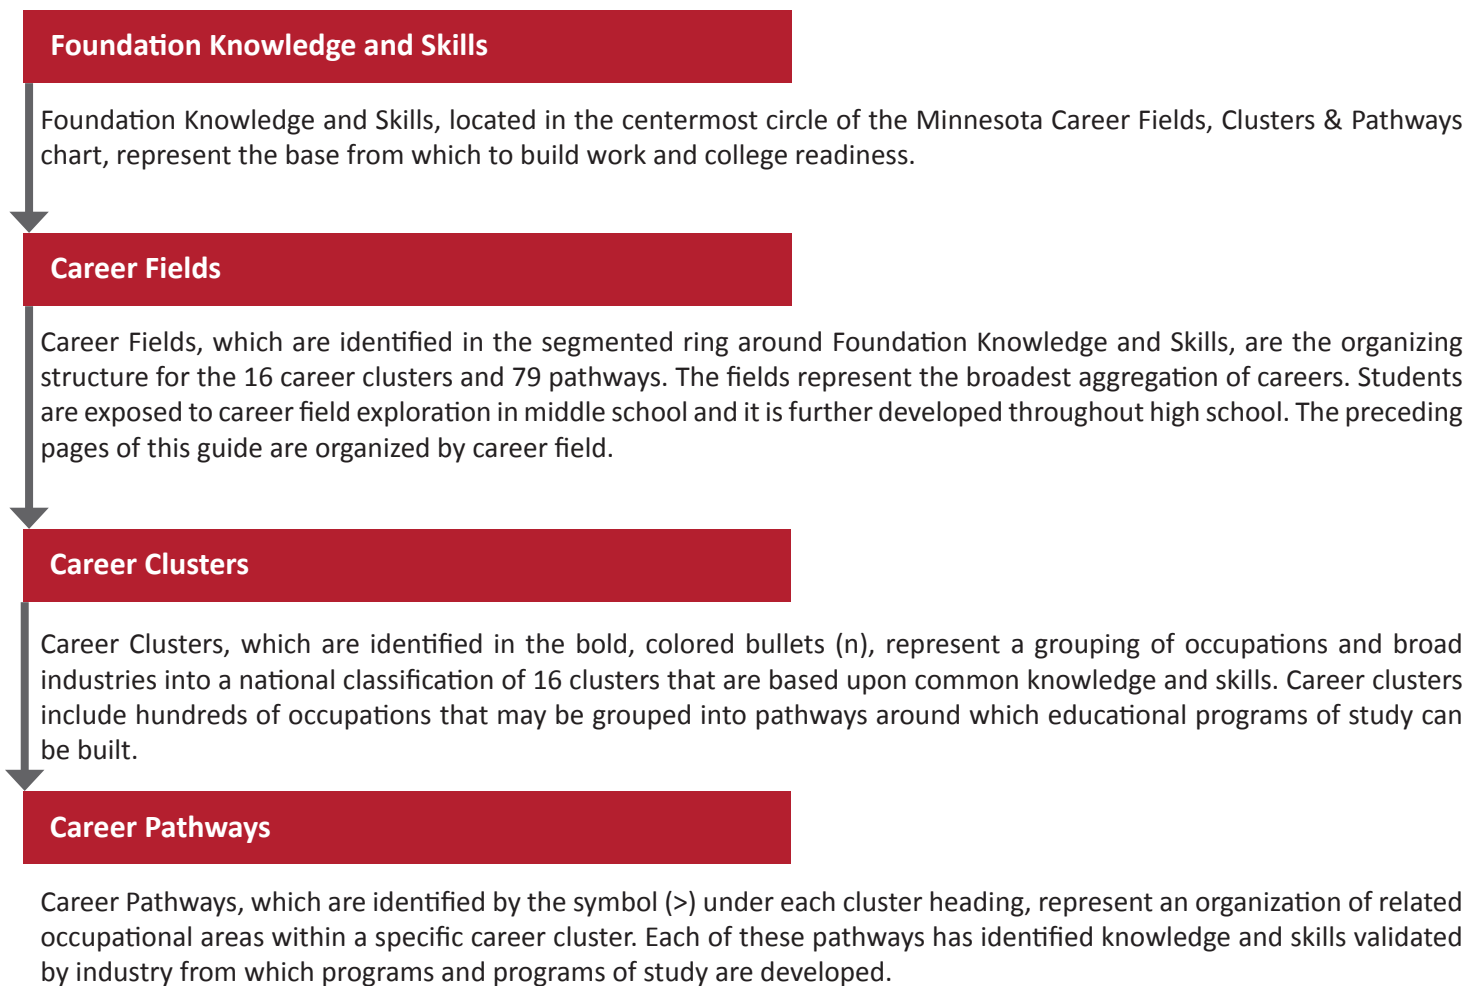 Foundation Knowledge and Skills
Foundation Knowledge and Skills, located in the centermost circle of the Minnesota Career Fields, Clusters & Pathways
chart, represent the base from which to build work and college readiness.
Career Fields
Career Fields, which are identified in the segmented ring around Foundation Knowledge and Skills, are the organizing
structure for the 16 career clusters and 79 pathways. The fields represent the broadest aggregation of careers. Students
are exposed to career field exploration in middle school and it is further developed throughout high school. The preceding
pages of this guide are organized by career field.
Career Clusters
Career Clusters, which are identified in the bold, colored bullets (n), represent a grouping of occupations and broad
industries into a national classification of 16 clusters that are based upon common knowledge and skills. Career clusters
include hundreds of occupations that may be grouped into pathways around which educational programs of study can
be built.
Career Pathways
Career Pathways, which are identified by the symbol (>) under each cluster heading, represent an organization of related
occupational areas within a specific career cluster. Each of these pathways has identified knowledge and skills validated
by industry from which programs and programs of study are developed.